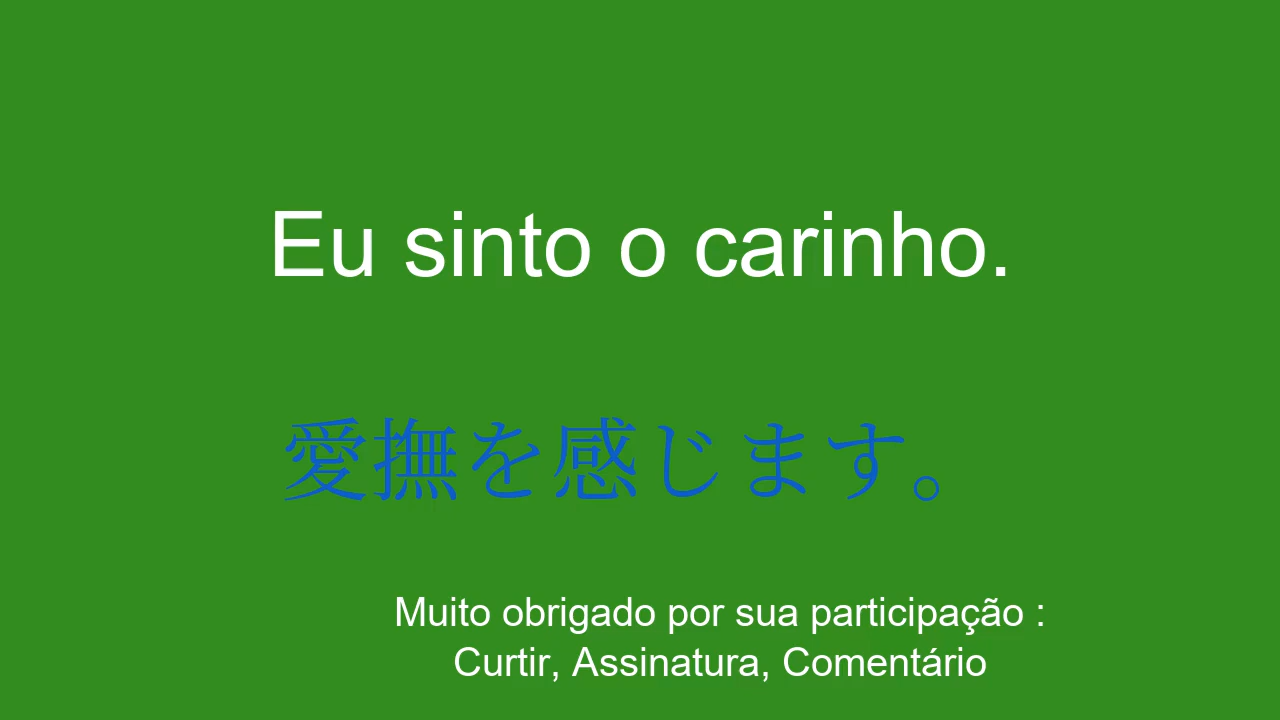 Eu sinto o carinho.
愛撫を感じます。
Muito obrigado por sua participação :
Curtir, Assinatura, Comentário